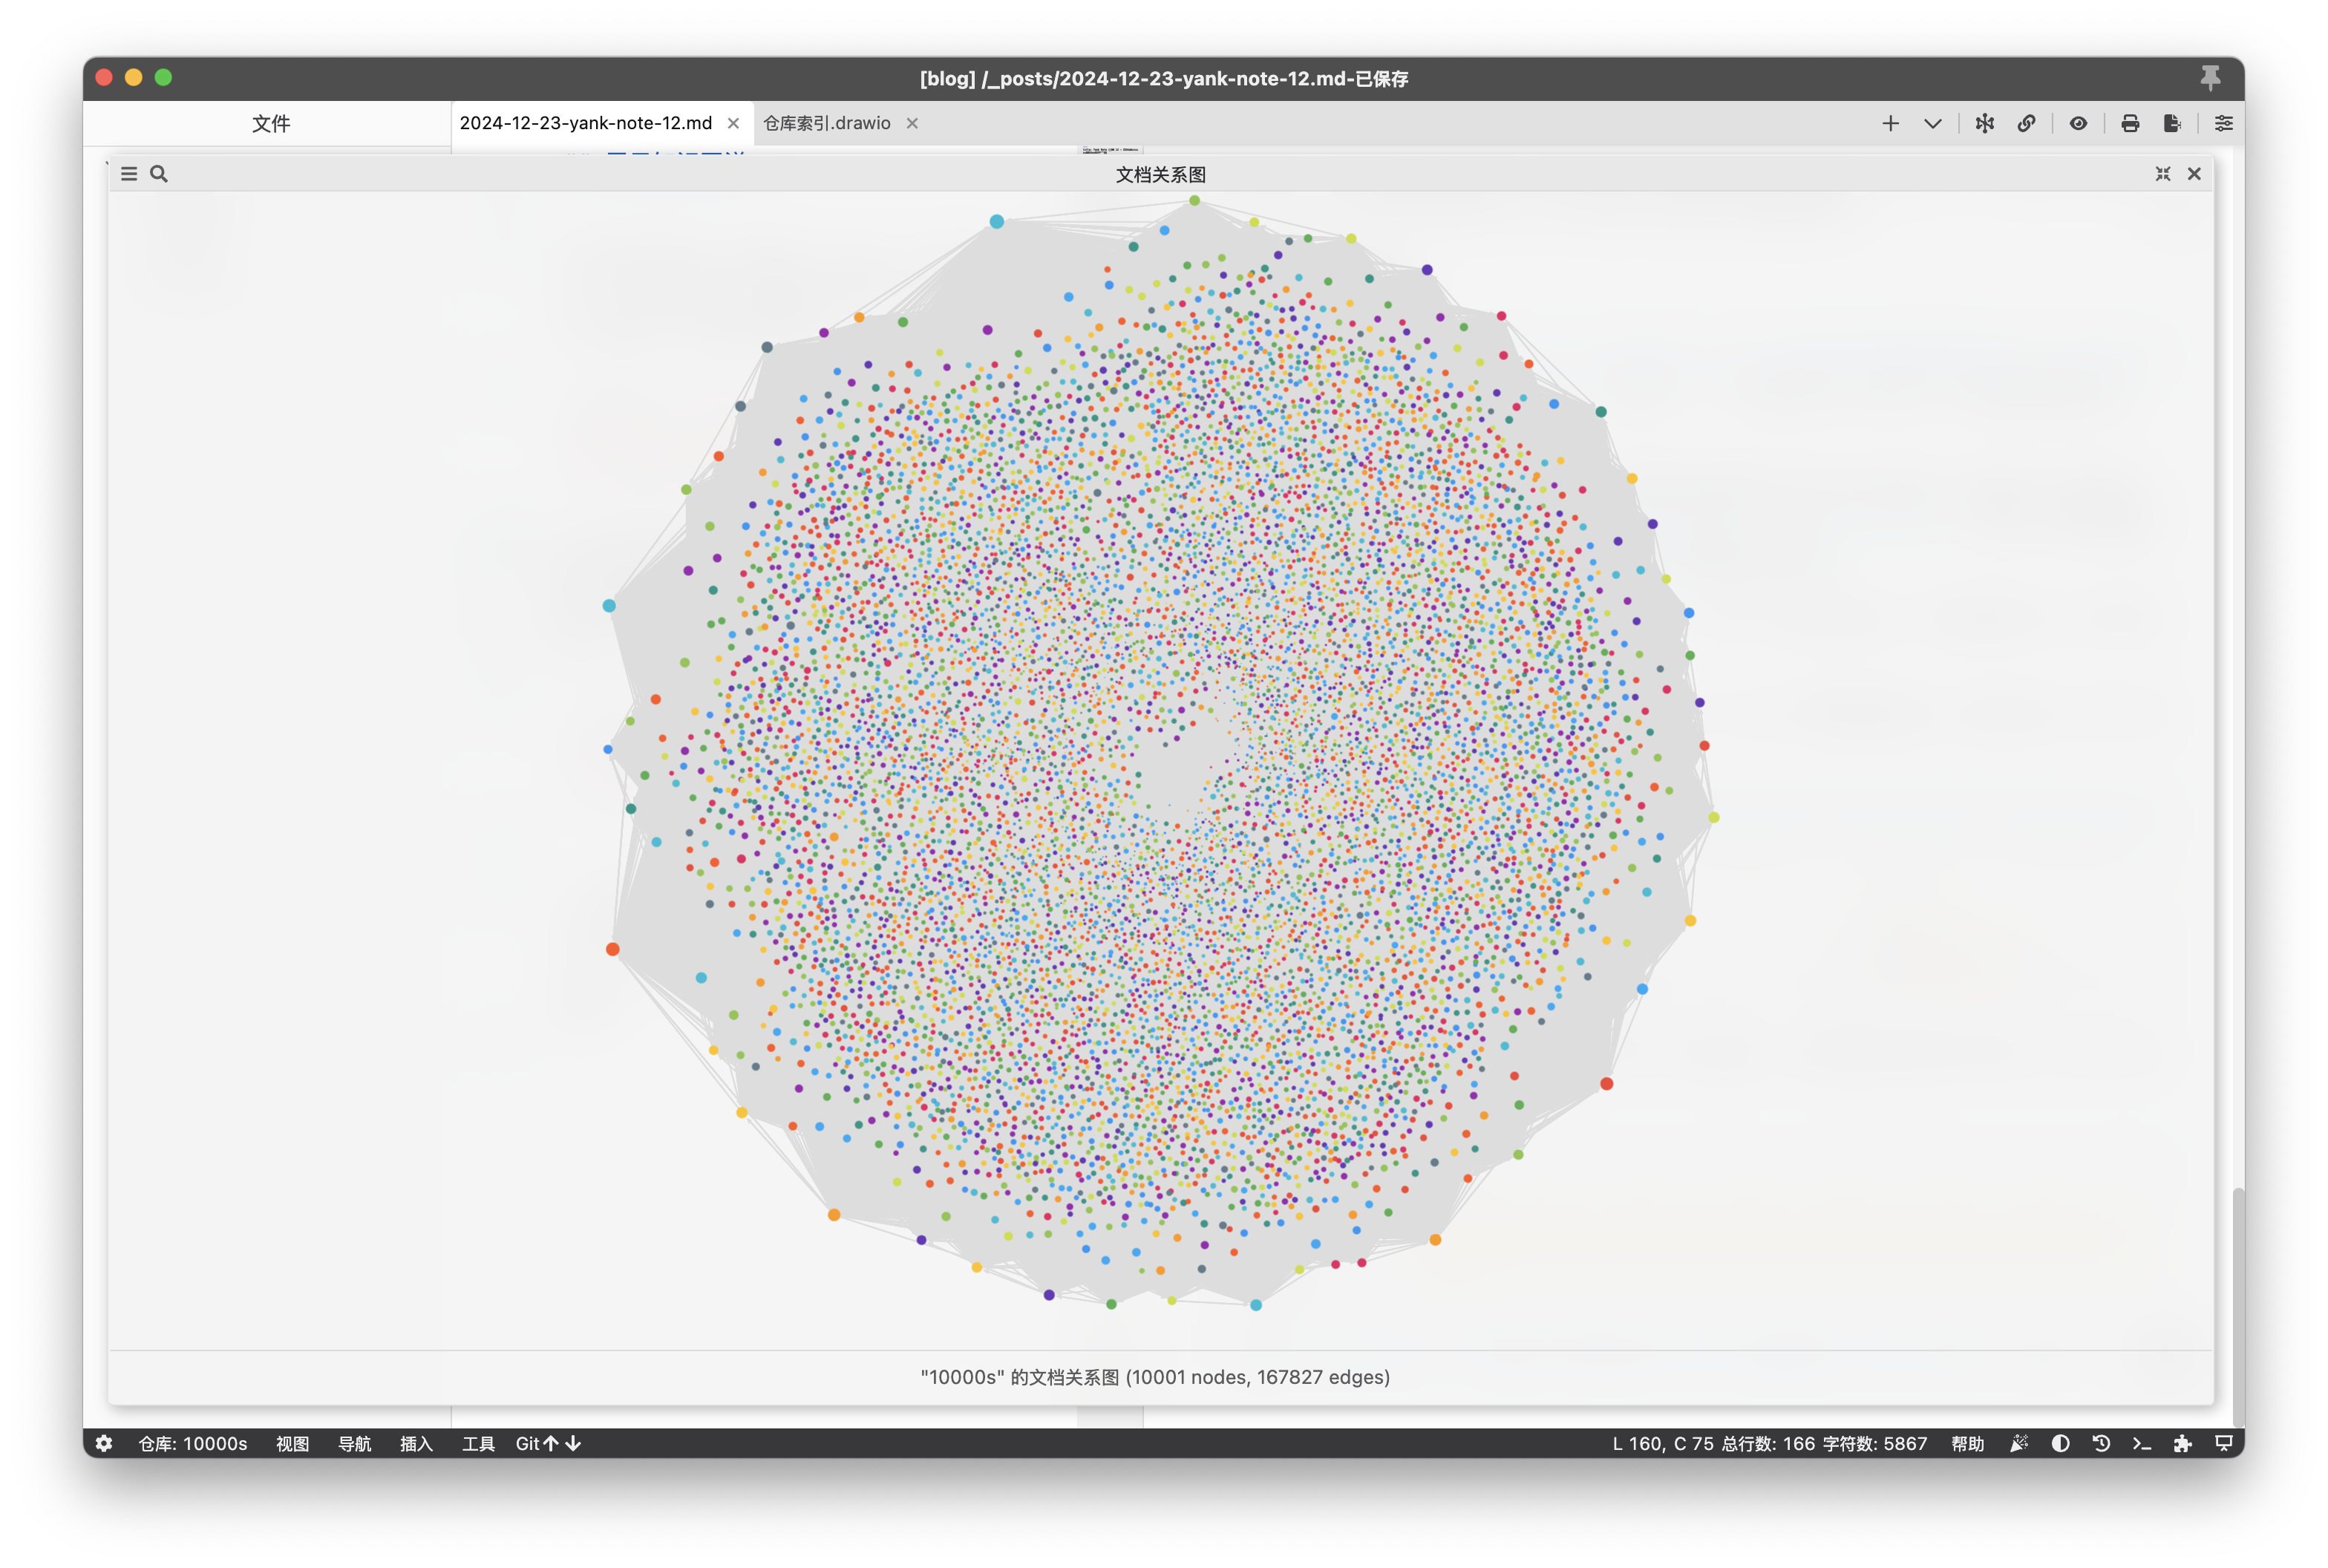 [blog] /_posts/2024-12-23-yank-note-12.md-已保存
文件
2024-12-23-yank-note-12.md
仓库索引.drawio
文档关系图
"10000s" 的文档关系图 (10001 nodes, 167827 edges)
仓库: 10000s 视图 导航 插入 工具 Git
L 160, C 75 总行数: 166 字符数: 5867 帮助